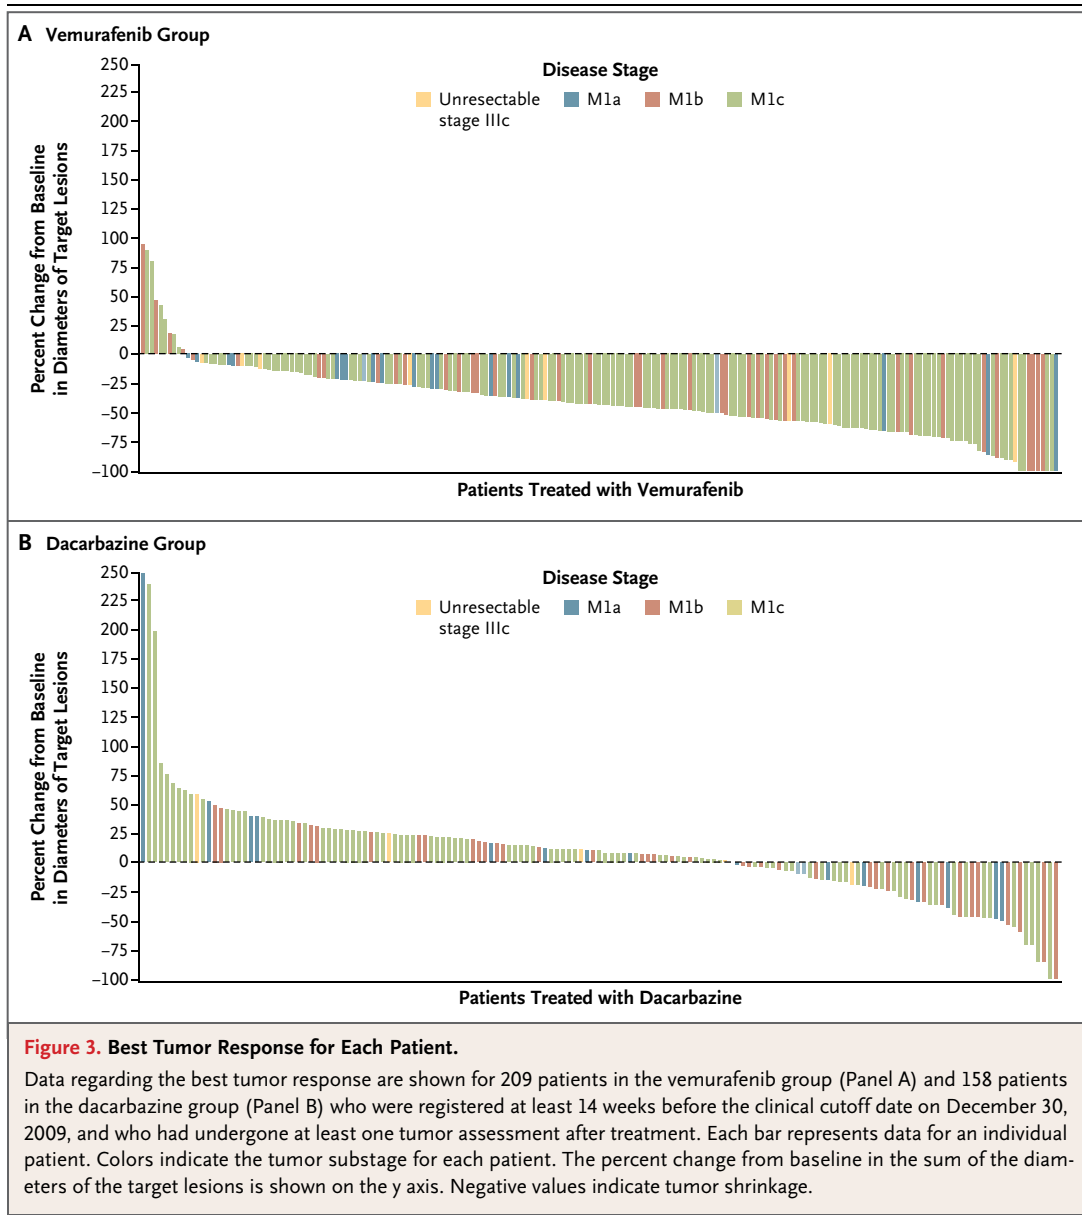 A Vemurafenib Group
250
225
200
175
150
125
100
75
50
25
0
−25
−50
−75
−100
Percent Change from Baseline
in Diameters of Target Lesions
Disease Stage
Unresectable
stage IIIc
M1a
M1b
M1c
Patients Treated with Vemurafenib
B Dacarbazine Group
250
225
200
175
150
125
100
75
50
25
0
−25
−50
−75
−100
Percent Change from Baseline
in Diameters of Target Lesions
Disease Stage
Unresectable
stage IIIc
M1a
M1b
M1c
Patients Treated with Dacarbazine
Figure 3. Best Tumor Response for Each Patient.
Data regarding the best tumor response are shown for 209 patients in the vemurafenib group (Panel A) and 158 patients
in the dacarbazine group (Panel B) who were registered at least 14 weeks before the clinical cutoff date on December 30,
2009, and who had undergone at least one tumor assessment after treatment. Each bar represents data for an individual
patient. Colors indicate the tumor substage for each patient. The percent change from baseline in the sum of the diam-
eters of the target lesions is shown on the y axis. Negative values indicate tumor shrinkage.